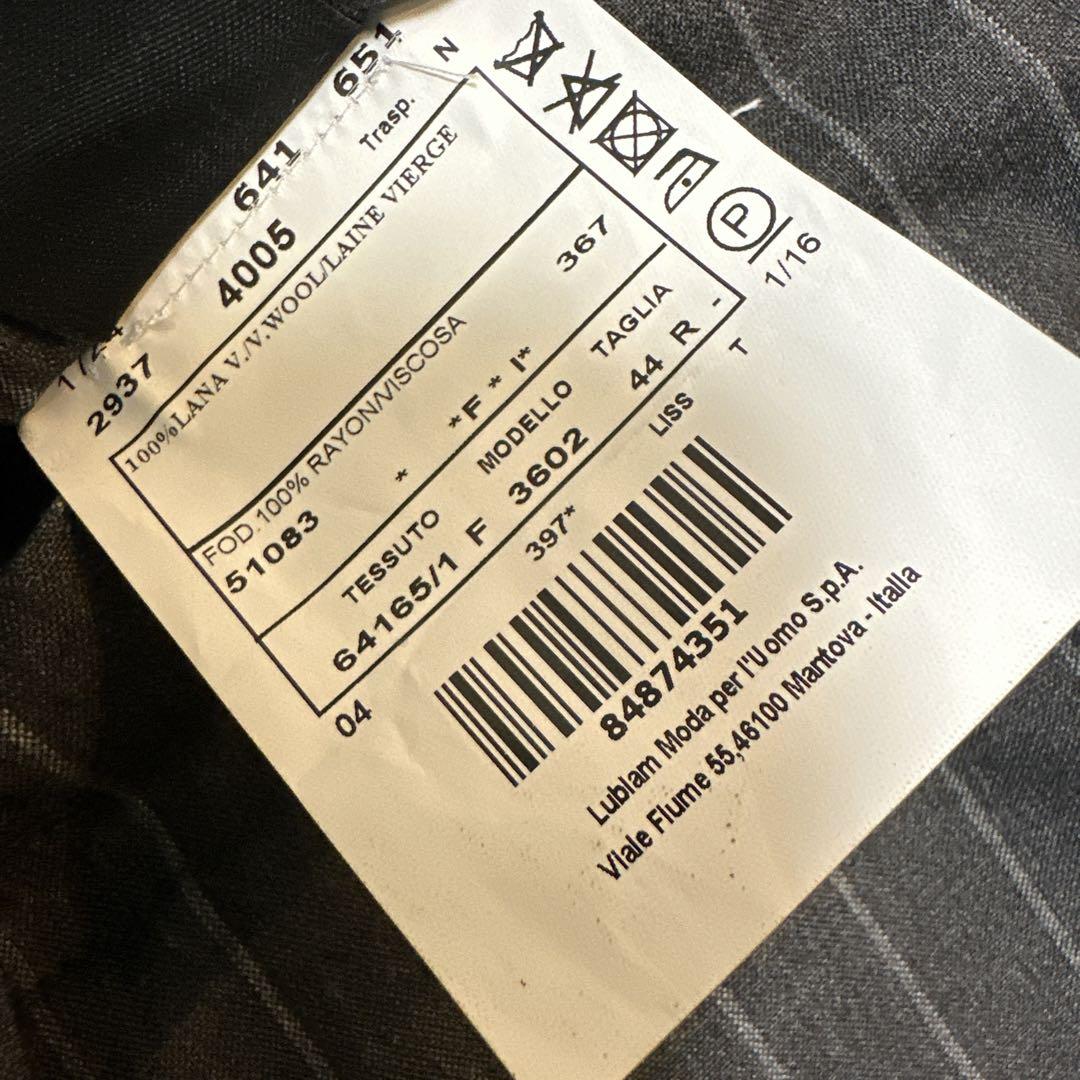 641 651
4005 Trasp. N
2937
100%LANA V./V.WOOL/LAINE VIERGE
FOD.100% RAYON/VISCOSA
51083 367
* *F * I*
TESSUTO MODELLO TAGLIA
64165/1 F 3602 44 R -
04 397* LISS T
P
1/16
84874351
Lubiam Moda per l'Uomo S.p.A.
Viale Fiume 55,46100 Mantova - Italia